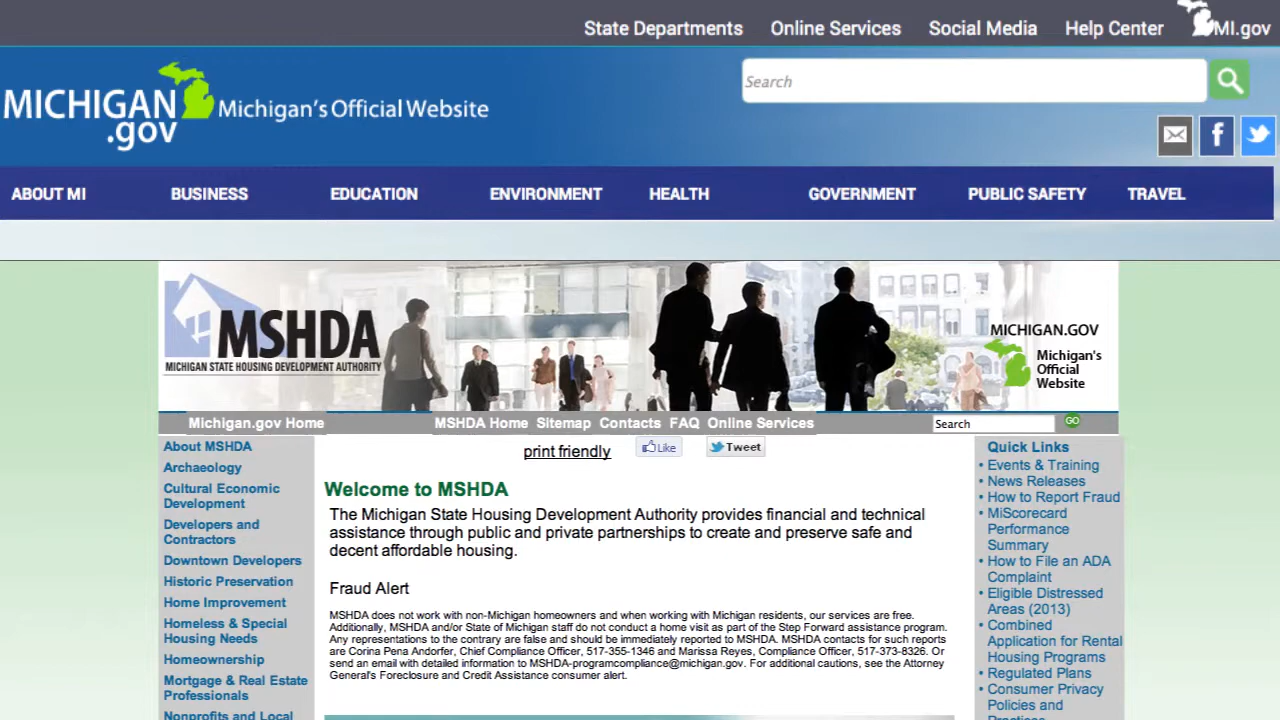 State Departments Online Services Social Media Help Center MI.gov
MICHIGAN
.gov
Michigan's Official Website
Search
ABOUT MI BUSINESS EDUCATION ENVIRONMENT HEALTH GOVERNMENT PUBLIC SAFETY TRAVEL
MSHDA
MICHIGAN STATE HOUSING DEVELOPMENT AUTHORITY
MICHIGAN.GOV
Michigan's
Official
Website
Michigan.gov Home MSHDA Home Sitemap Contacts FAQ Online Services Search GO
About MSHDA
Archaeology
Cultural Economic
Development
Developers and
Contractors
Downtown Developers
Historic Preservation
Home Improvement
Homeless & Special
Housing Needs
Homeownership
Mortgage & Real Estate
Professionals
Nonprofits and Local
print friendly Like Tweet
Welcome to MSHDA
The Michigan State Housing Development Authority provides financial and technical
assistance through public and private partnerships to create and preserve safe and
decent affordable housing.
Fraud Alert
MSHDA does not work with non-Michigan homeowners and when working with Michigan residents, our services are free.
Additionally, MSHDA and/or State of Michigan staff do not conduct a home visit as part of the Step Forward assistance program.
Any representations to the contrary are false and should be immediately reported to MSHDA. MSHDA contacts for such reports
are Corina Pena Andorfer, Chief Compliance Officer, 517-355-1346 and Marissa Reyes, Compliance Officer, 517-373-8326. Or
send an email with detailed information to MSHDA-programcompliance@michigan.gov. For additional cautions, see the Attorney
General's Foreclosure and Credit Assistance consumer alert.
Quick Links
• Events & Training
• News Releases
• How to Report Fraud
• MiScorecard
Performance
Summary
• How to File an ADA
Complaint
• Eligible Distressed
Areas (2013)
• Combined
Application for Rental
Housing Programs
• Regulated Plans
• Consumer Privacy
Policies and